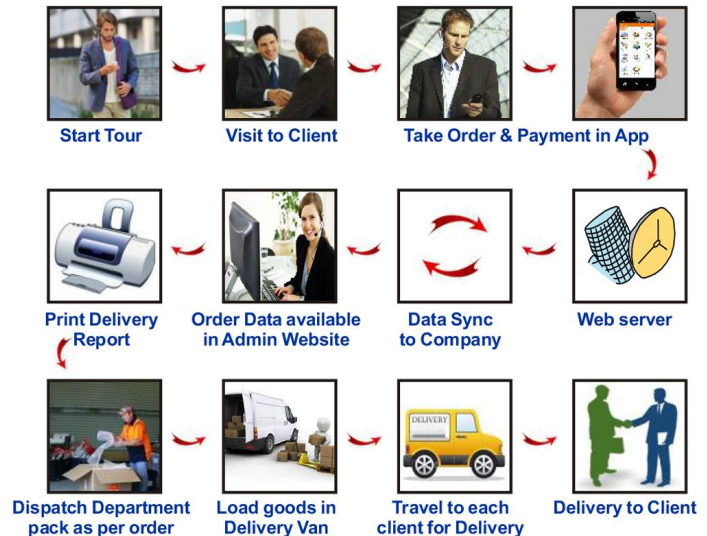 Start Tour
Visit to Client
Take Order & Payment in App
Print Delivery
Report
Order Data available
in Admin Website
Data Sync
to Company
Web server
DELIVERY
Dispatch Department
pack as per order
Load goods in
Delivery Van
Travel to each
client for Delivery
Delivery to Client